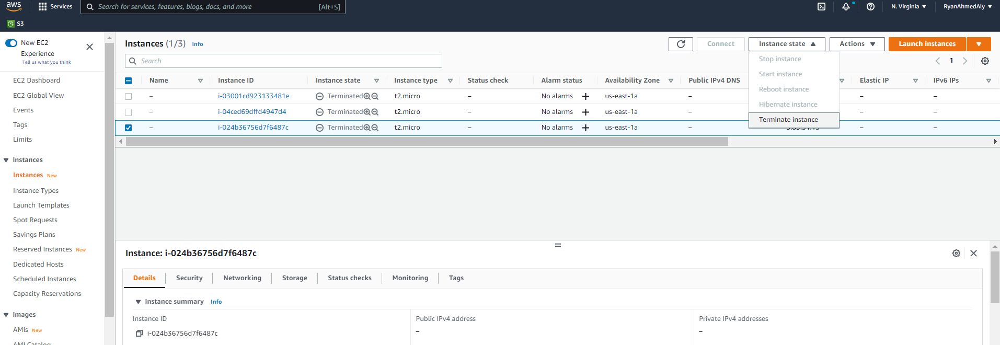 aws
Services
Search for services, features, blogs, docs, and more
[Alt+S]
N. Virginia
RyanAhmedAly
S3
New EC2
Experience
Tell us what you think
EC2 Dashboard
EC2 Global View
Events
Tags
Limits
Instances
Instances New
Instance Types
Launch Templates
Spot Requests
Savings Plans
Reserved Instances New
Dedicated Hosts
Scheduled Instances
Capacity Reservations
Images
AMIs New
AMI Catalog
Instances (1/3) Info
Connect
Instance state
Actions
Launch instances
Search
1
Stop instance
Start instance
Reboot instance
Hibernate instance
Terminate instance
Name Instance ID Instance state Instance type Status check Alarm status Availability Zone Public IPv4 DNS Elastic IP IPv6 IPs
– i-03001cd923133481e Terminated t2.micro – No alarms + us-east-1a – – –
– i-04ced69dffd4947d4 Terminated t2.micro – No alarms + us-east-1a – – –
– i-024b36756d7f6487c Terminated t2.micro – No alarms + us-east-1a – – –
Instance: i-024b36756d7f6487c
Details Security Networking Storage Status checks Monitoring Tags
Instance summary Info
Instance ID Public IPv4 address Private IPv4 addresses
i-024b36756d7f6487c – –